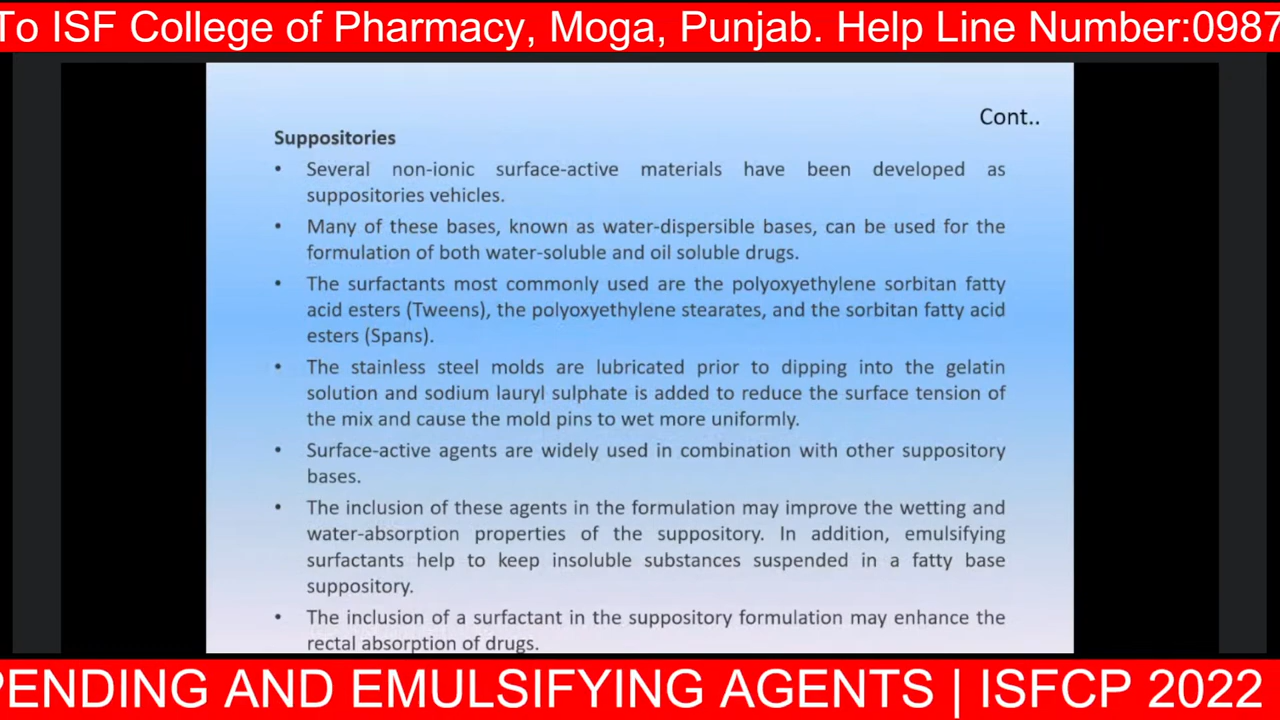 To ISF College of Pharmacy, Moga, Punjab. Help Line Number:0987
Cont..
Suppositories
• Several non-ionic surface-active materials have been developed as
suppositories vehicles.
• Many of these bases, known as water-dispersible bases, can be used for the
formulation of both water-soluble and oil soluble drugs.
• The surfactants most commonly used are the polyoxyethylene sorbitan fatty
acid esters (Tweens), the polyoxyethylene stearates, and the sorbitan fatty acid
esters (Spans).
• The stainless steel molds are lubricated prior to dipping into the gelatin
solution and sodium lauryl sulphate is added to reduce the surface tension of
the mix and cause the mold pins to wet more uniformly.
• Surface-active agents are widely used in combination with other suppository
bases.
• The inclusion of these agents in the formulation may improve the wetting and
water-absorption properties of the suppository. In addition, emulsifying
surfactants help to keep insoluble substances suspended in a fatty base
suppository.
• The inclusion of a surfactant in the suppository formulation may enhance the
rectal absorption of drugs.
PENDING AND EMULSIFYING AGENTS | ISFCP 2022